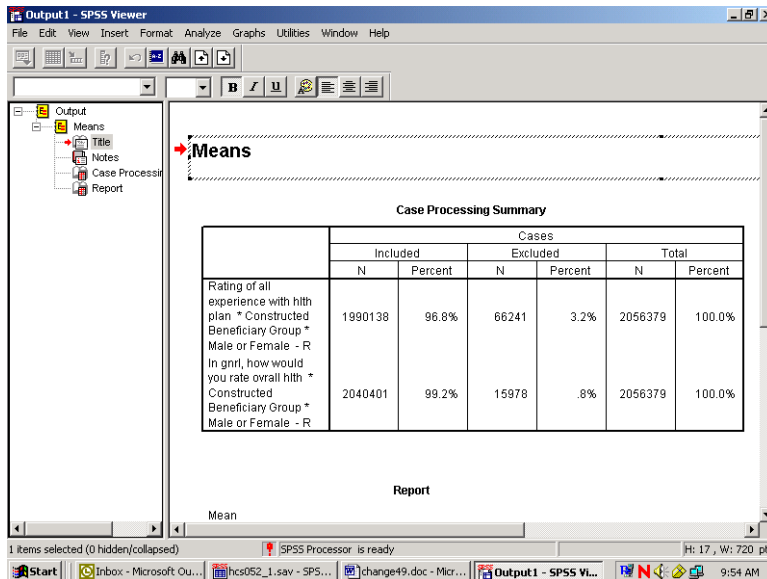 Output1 - SPSS Viewer
File Edit View Insert Format Analyze Graphs Utilities Window Help
B I U
Output
Means
Title
Notes
Case Processin
Report
Means
Case Processing Summary
Cases
Included Excluded Total
N Percent N Percent N Percent
Rating of all
experience with hlth
plan * Constructed
Beneficiary Group *
Male or Female - R
1990138 96.8% 66241 3.2% 2056379 100.0%
In gnrl, how would
you rate ovrall hlth *
Constructed
Beneficiary Group *
Male or Female - R
2040401 99.2% 15978 .8% 2056379 100.0%
Report
Mean
1 items selected (0 hidden/collapsed) SPSS Processor is ready H: 17 , W: 720 pt
Start Inbox - Microsoft Ou... hcs052_1.sav - SPS... change49.doc - Micr... Output1 - SPSS Vi... 9:54 AM